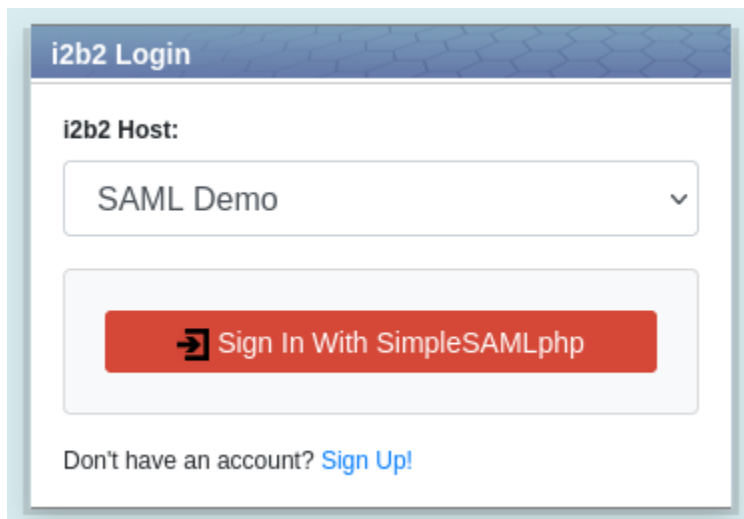 i2b2 Login
i2b2 Host:
SAML Demo
Sign In With SimpleSAMLphp
Don't have an account? Sign Up!